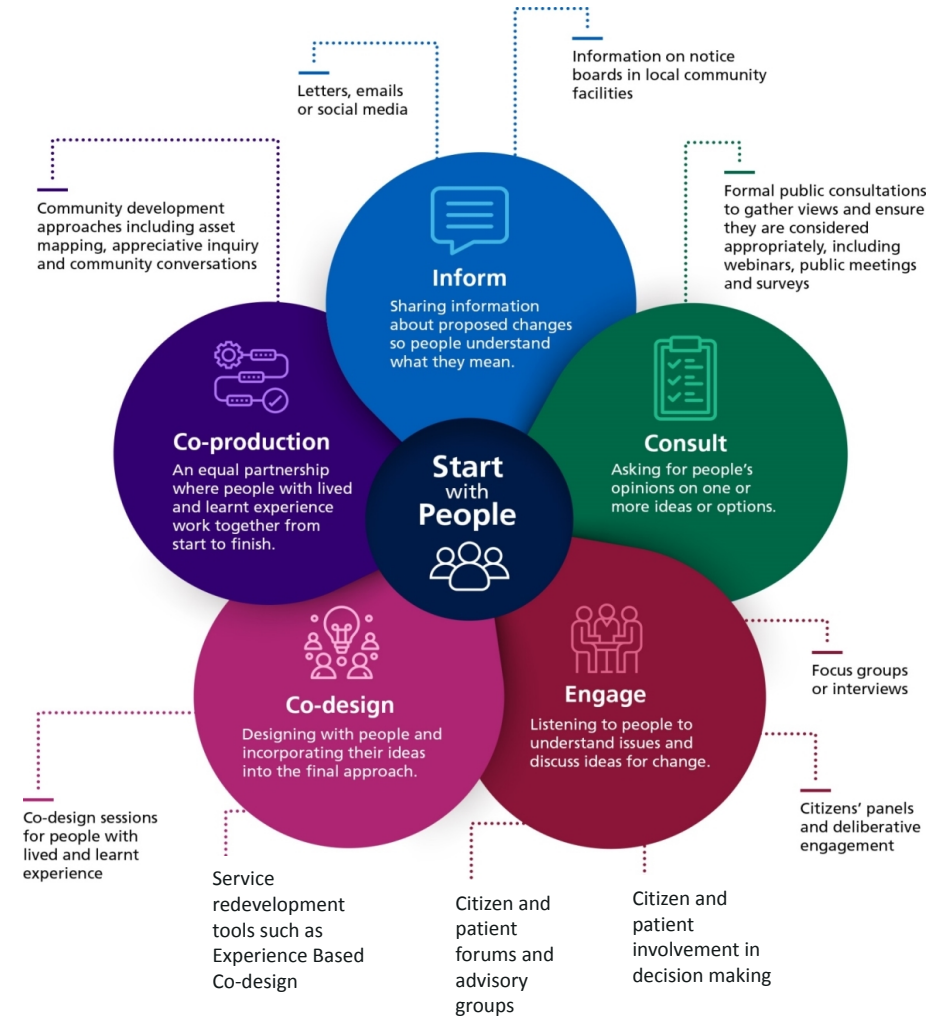 Information on notice
boards in local community
facilities
Letters, emails
or social media
Community development
approaches including asset
mapping, appreciative inquiry
and community conversations
Formal public consultations
to gather views and ensure
they are considered
appropriately, including
webinars, public meetings
and surveys
Inform
Sharing information
about proposed changes
so people understand
what they mean.
Co-production
An equal partnership
where people with lived
and learnt experience
work together from
start to finish.
Start
with
People
Consult
Asking for people’s
opinions on one or
more ideas or options.
Co-design
Designing with people and
incorporating their ideas
into the final approach.
Engage
Listening to people to
understand issues and
discuss ideas for change.
Focus groups
or interviews
Citizens’ panels
and deliberative
engagement
Co-design sessions
for people with
lived and learnt
experience
Service
redevelopment
tools such as
Experience Based
Co-design
Citizen and
patient
forums and
advisory
groups
Citizen and
patient
involvement in
decision making